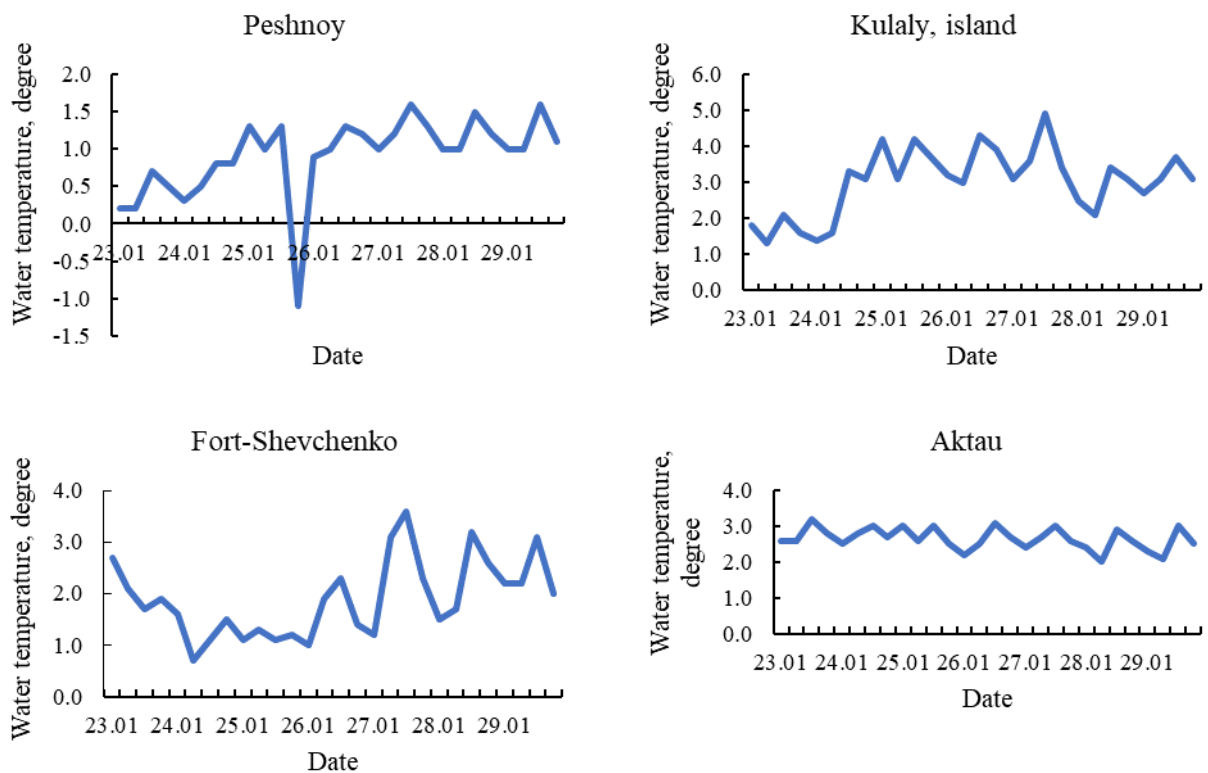 Peshnoy
Water temperature, degree
2.0
1.5
1.0
0.5
0.0
-0.5
-1.0
-1.5
23.01 24.01 25.01 26.01 27.01 28.01 29.01
Date
Kulaly, island
Water temperature, degree
6.0
5.0
4.0
3.0
2.0
1.0
0.0
23.01 24.01 25.01 26.01 27.01 28.01 29.01
Date
Fort-Shevchenko
Water temperature, degree
4.0
3.0
2.0
1.0
0.0
23.01 24.01 25.01 26.01 27.01 28.01 29.01
Date
Aktau
Water temperature,
degree
4.0
3.0
2.0
1.0
0.0
23.01 24.01 25.01 26.01 27.01 28.01 29.01
Date